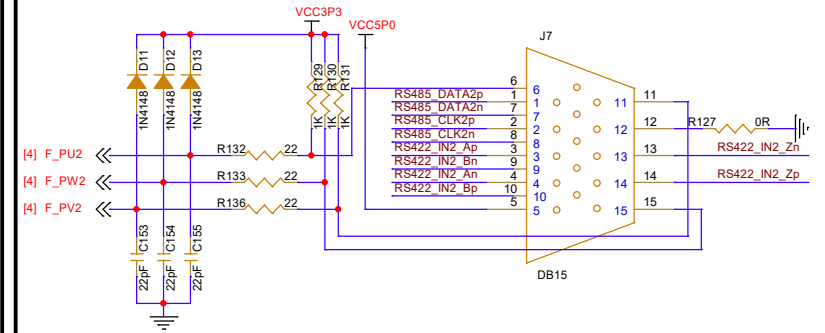 VCC3P3
VCC5P0
J7
D11
D12
D13
1N4148
1N4148
1N4148
R129
R130
R131
1K
1K
1K
6
6
RS485_DATA2p
1
1
RS485_DATA2n
7
7
RS485_CLK2p
2
2
RS485_CLK2n
8
8
RS422_IN2_Ap
3
3
RS422_IN2_Bn
9
9
RS422_IN2_An
4
4
RS422_IN2_Bp
10
10
5
5
11
11
12
12
R127
0R
13
13
RS422_IN2_Zn
14
14
RS422_IN2_Zp
15
15
DB15
[4] F_PU2
R132
22
[4] F_PW2
R133
22
[4] F_PV2
R136
22
C153
C154
C155
22pF
22pF
22pF